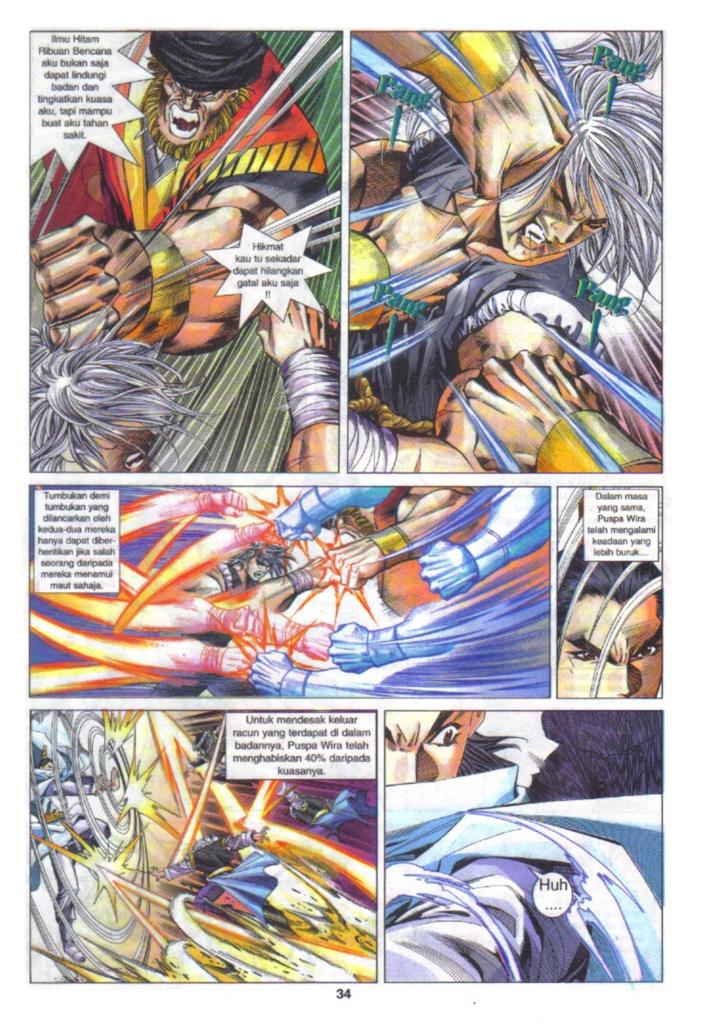 Ilmu Hitam
Ribuan Bencana
aku bukan saja
dapat lindungi
badan dan
tingkatkan kuasa
aku, tapi mampu
buat aku tahan
sakit.
Hikmat
kau tu sekadar
dapat hilangkan
gatal aku saja
!!
Pang
!
Pang
!
Pang
!
Pang
!
Tumbukan demi
tumbukan yang
dilancarkan oleh
kedua-dua mereka
hanya dapat diber-
hentikan jika salah
seorang daripada
mereka menemui
maut sahaja.
Dalam masa
yang sama,
Puspa Wira
telah mengalami
keadaan yang
lebih buruk....
Untuk mendesak keluar
racun yang terdapat di dalam
badannya, Puspa Wira telah
menghabiskan 40% daripada
kuasanya.
Huh
....
34